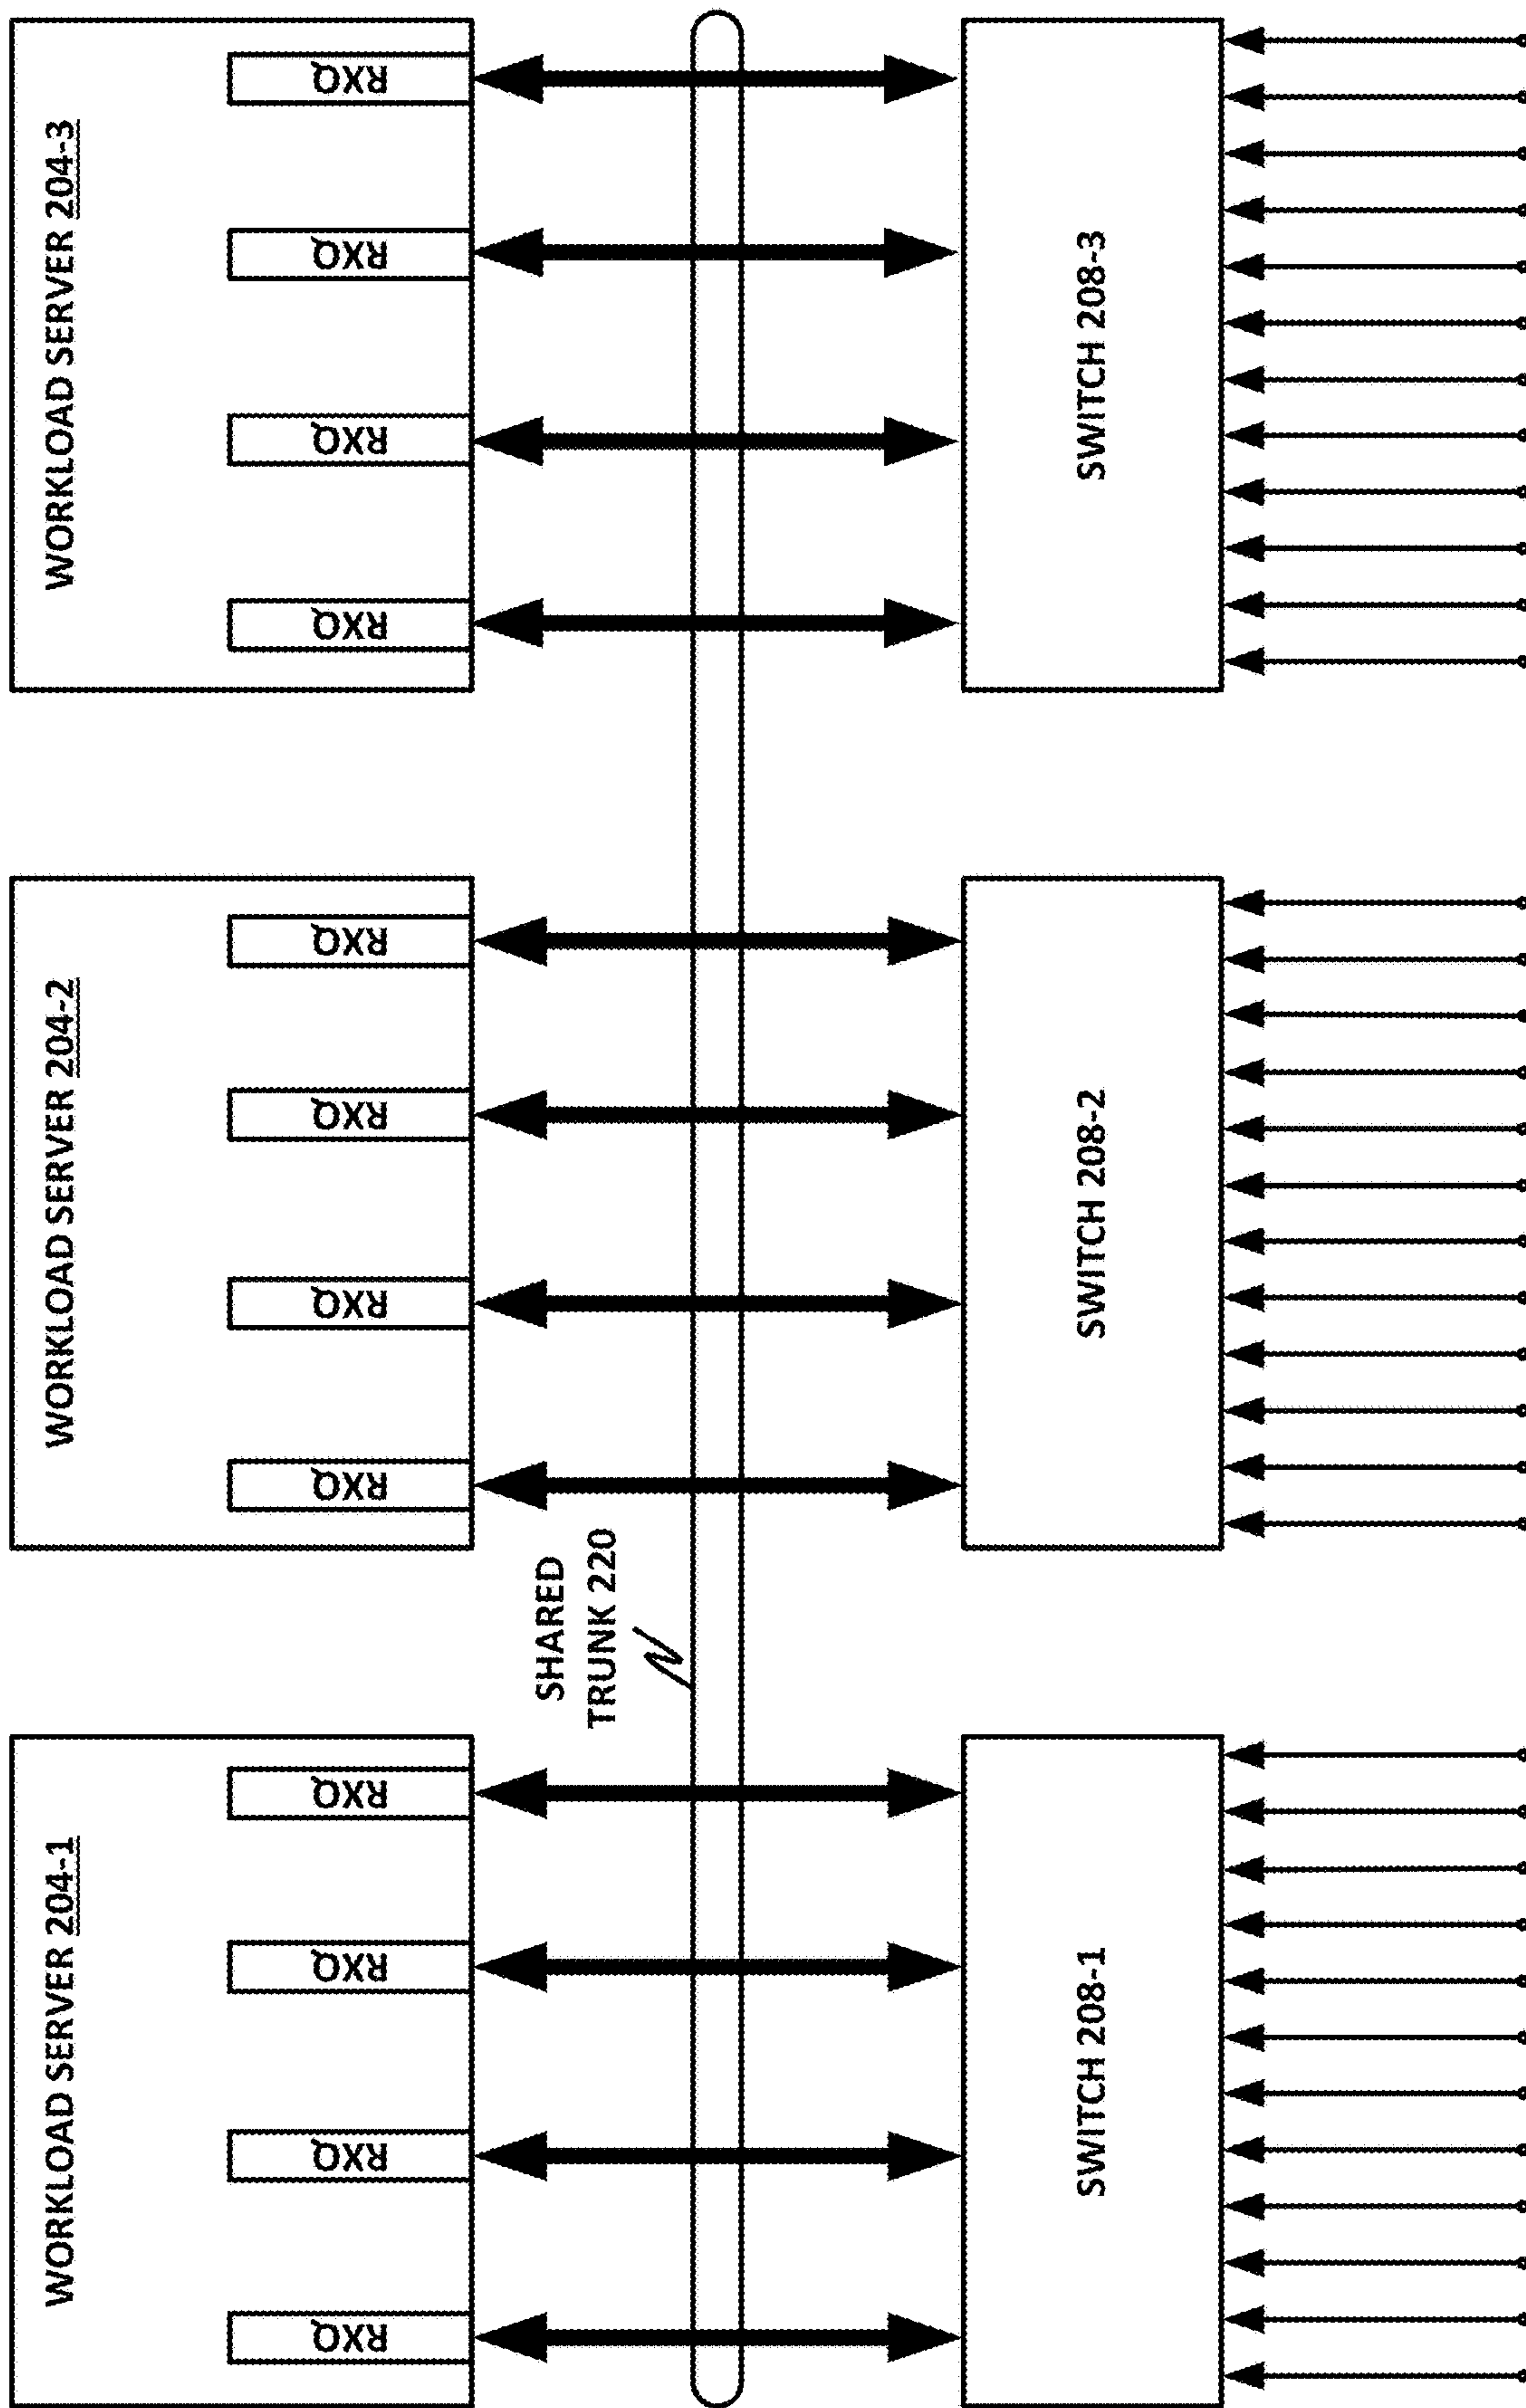 WORKLOAD SERVER 204-1
RXQ
RXQ
RXQ
RXQ
WORKLOAD SERVER 204-2
RXQ
RXQ
RXQ
RXQ
WORKLOAD SERVER 204-3
RXQ
RXQ
RXQ
RXQ
SHARED
TRUNK 220
SWITCH 208-1
SWITCH 208-2
SWITCH 208-3